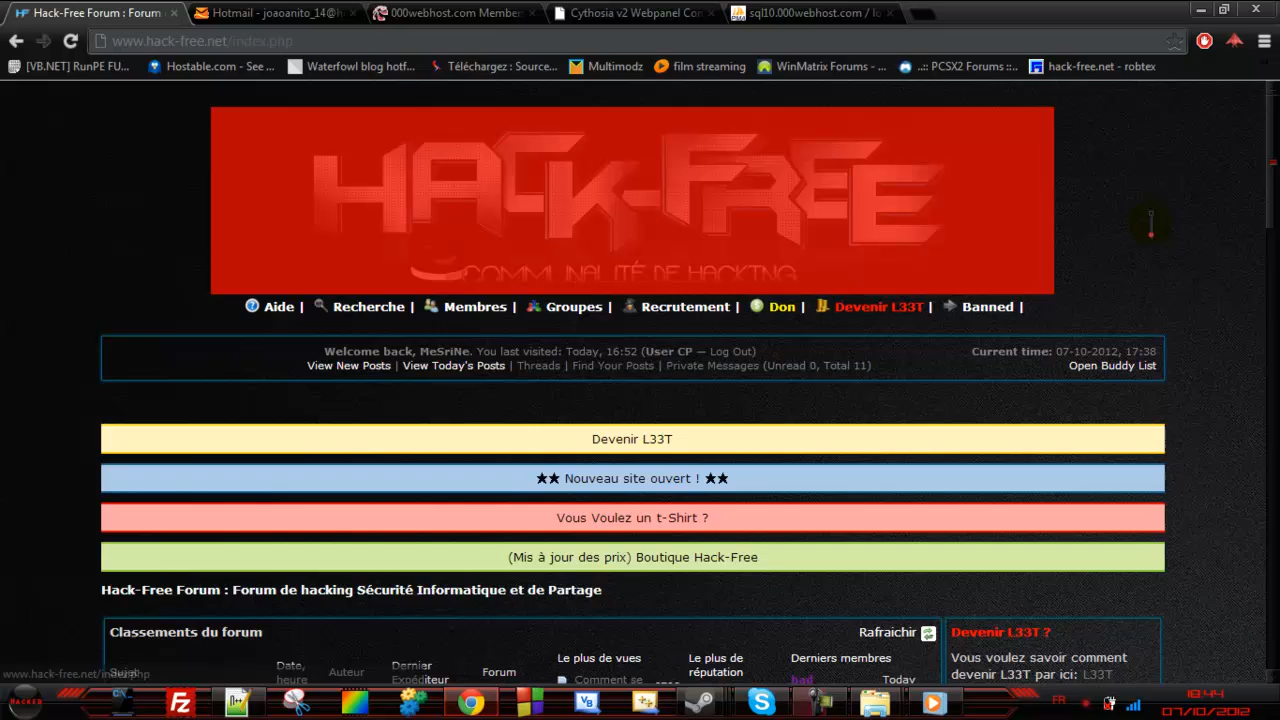 Hack-Free Forum : Forum
Hotmail - joaoanito_14@h
000webhost.com Membe
Cythosia v2 Webpanel Con
sql10.000webhost.com / lo
www.hack-free.net/index.php
[VB.NET] RunPE FU...
Hostable.com - See ...
Waterfowl blog hotf...
Téléchargez : Source...
Multimodz
film streaming
WinMatrix Forums - ...
..:: PCSX2 Forums ::..
hack-free.net - robtex
HACK-FREE
COMMUNAUTÉ DE HACKING
Aide | Recherche | Membres | Groupes | Recrutement | Don | Devenir L33T | Banned |
Welcome back, MeSriNe. You last visited: Today, 16:52 (User CP — Log Out)
Current time: 07-10-2012, 17:38
View New Posts | View Today's Posts | Threads | Find Your Posts | Private Messages (Unread 0, Total 11)
Open Buddy List
Devenir L33T
★★ Nouveau site ouvert ! ★★
Vous Voulez un t-Shirt ?
(Mis à jour des prix) Boutique Hack-Free
Hack-Free Forum : Forum de hacking Sécurité Informatique et de Partage
Classements du forum
Rafraichir
Devenir L33T ?
Date, heure
Auteur
Dernier Expéditeur
Forum
Le plus de vues
Le plus de réputation
Derniers membres
Vous voulez savoir comment
devenir L33T par ici: L33T
Comment se
bad
Today
www.hack-free.net/index.php
HACKER
FR
18:44
07/10/2012